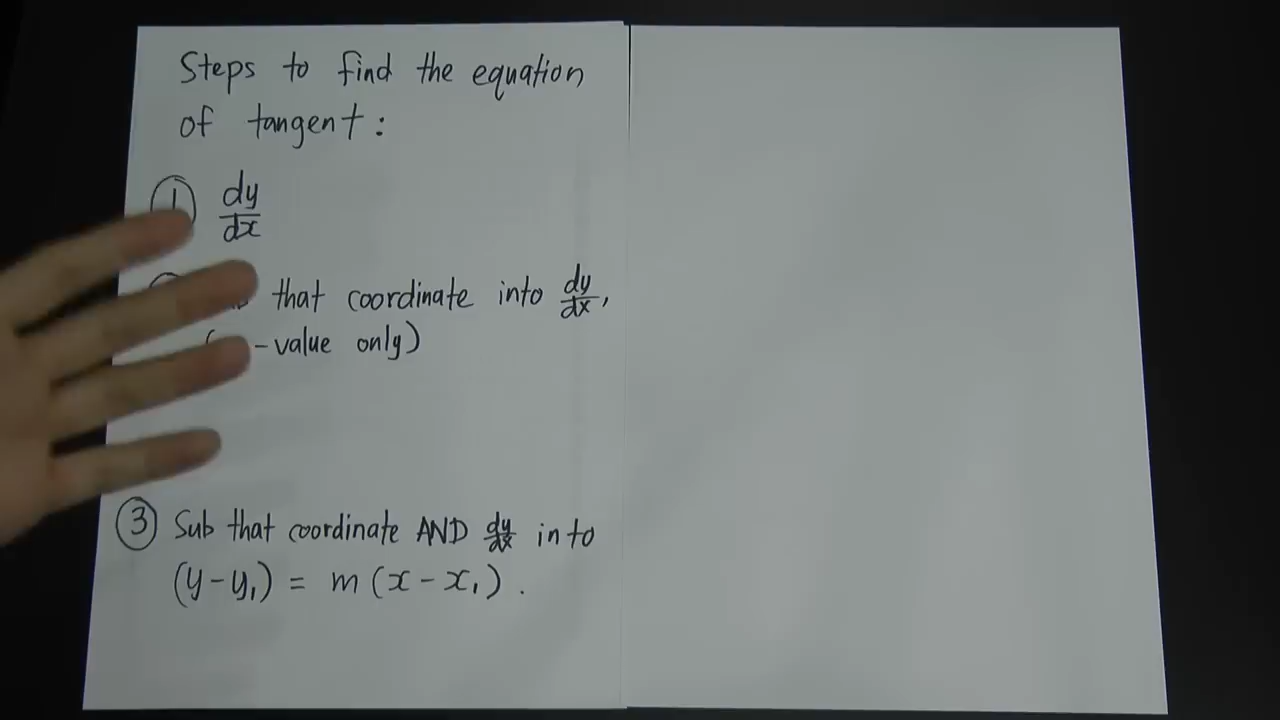 Steps to find the equation
of tangent:
① dy/dx
that coordinate into dy/dx,
-value only)
③ Sub that coordinate AND dy/dx into
(y-y₁) = m(x-x₁).